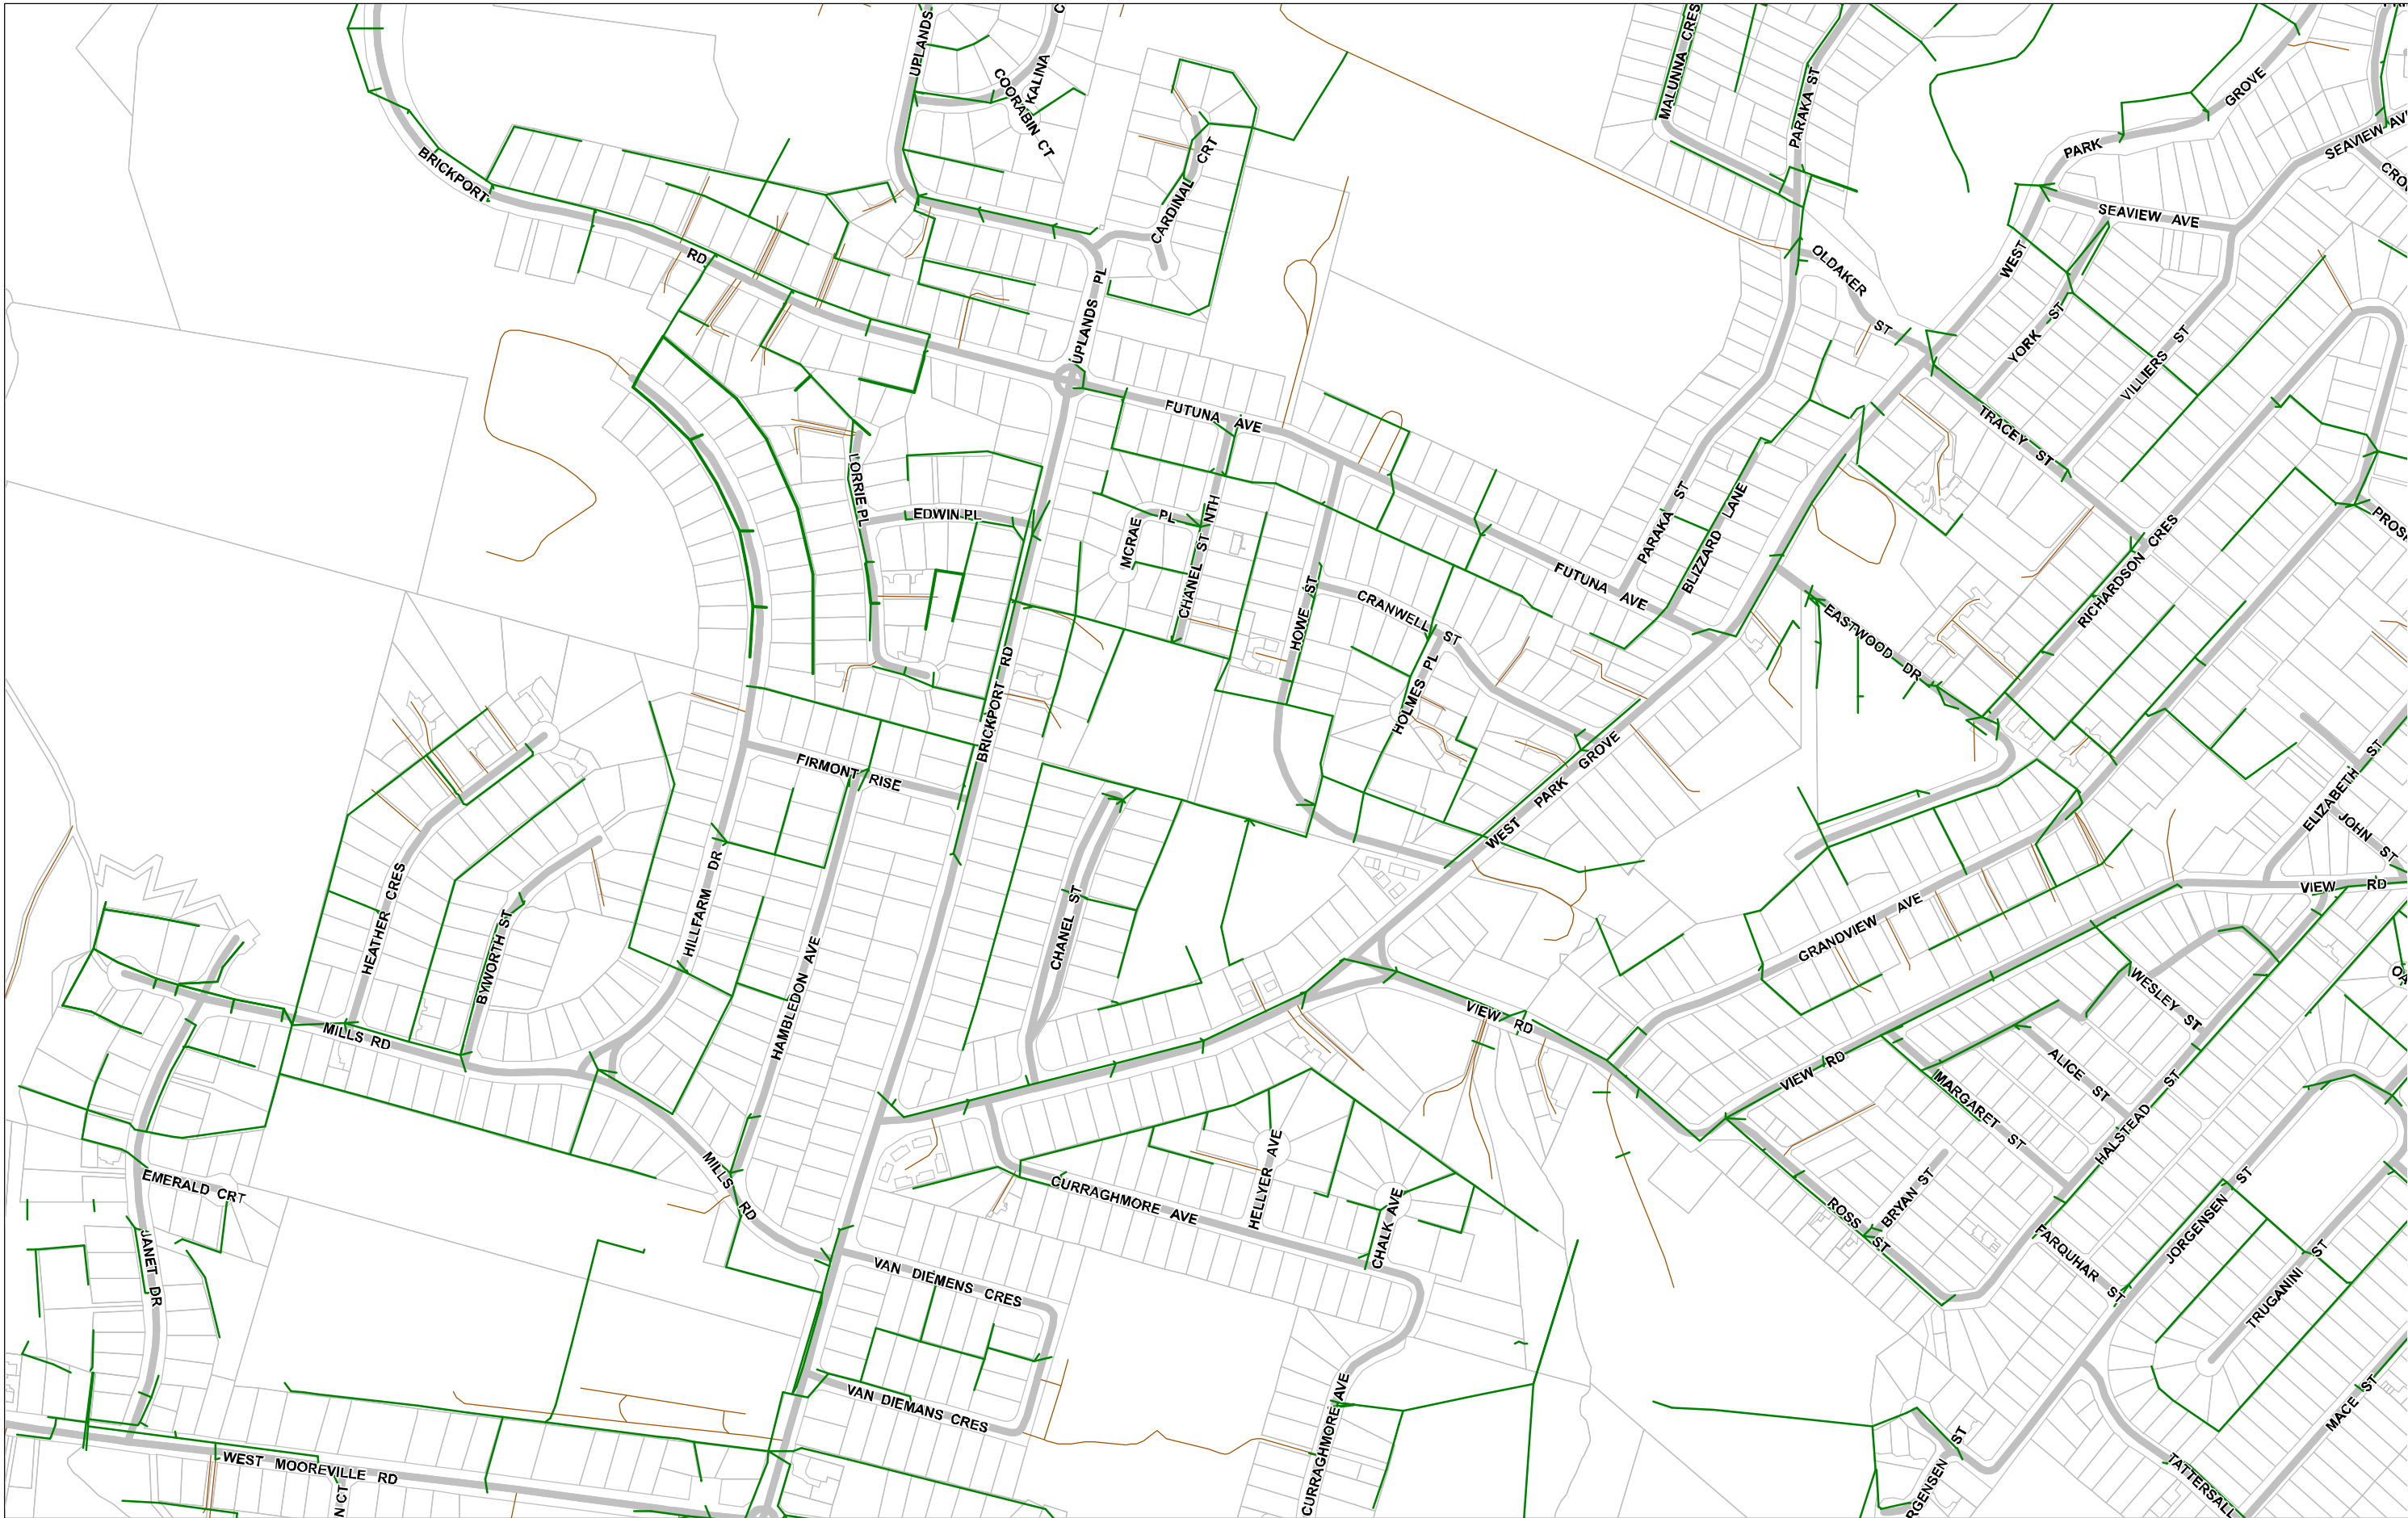 UPLANDS
KALINA
C
COORABIN CT
MALUNNA CRES
PARAKA ST
GROVE
PARK
SEAVIEW AVE
BRICKPORT
CARDINAL
CRT
SEAVIEW AVE
RD
UPLANDS PL
OLDAKER
ST
WEST
YORK ST
VILLIERS ST
FUTUNA AVE
TRACEY ST
LORRIE PL
EDWIN PL
MCRAE PL
CHANEL ST NTH
PARAKA ST
BLIZZARD LANE
FUTUNA AVE
HOWE ST
CRANWELL ST
RICHARDSON CRES
EASTWOOD DR
BRICKPORT RD
HOLMES PL
FIRMONT RISE
WEST PARK GROVE
ELIZABETH ST
JOHN ST
VIEW RD
HEATHER CRES
BYWORTH ST
HILLFARM DR
HAMBLEDON AVE
CHANEL ST
GRANDVIEW AVE
WESLEY ST
OA
MILLS RD
VIEW RD
VIEW RD
ALICE ST
MARGARET ST
HALSTEAD ST
EMERALD CRT
MILLS RD
CURRAGHMORE AVE
HELLYER AVE
CHALK AVE
ROSS ST
BRYAN ST
FARQUHAR ST
JORGENSEN ST
TRUGANINI ST
JANET DR
VAN DIEMENS CRES
VAN DIEMANS CRES
CURRAGHMORE AVE
MACE ST
WEST MOOREVILLE RD
N CT
RGENSEN ST
TATTERSALL